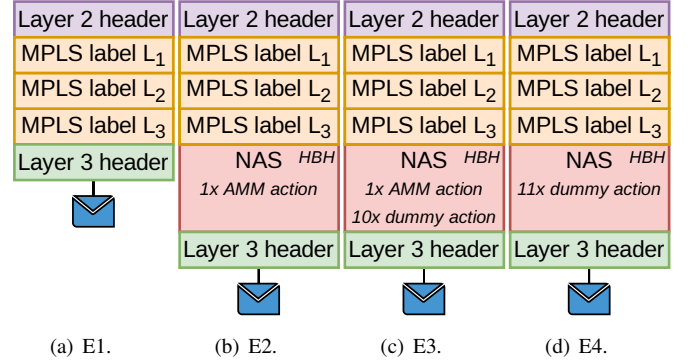 Layer 2 header Layer 2 header Layer 2 header Layer 2 header
MPLS label L1 MPLS label L1 MPLS label L1 MPLS label L1
MPLS label L2 MPLS label L2 MPLS label L2 MPLS label L2
MPLS label L3 MPLS label L3 MPLS label L3 MPLS label L3
Layer 3 header NAS HBH NAS HBH NAS HBH
1x AMM action 1x AMM action 11x dummy action
10x dummy action
Layer 3 header Layer 3 header Layer 3 header
(a) E1. (b) E2. (c) E3. (d) E4.